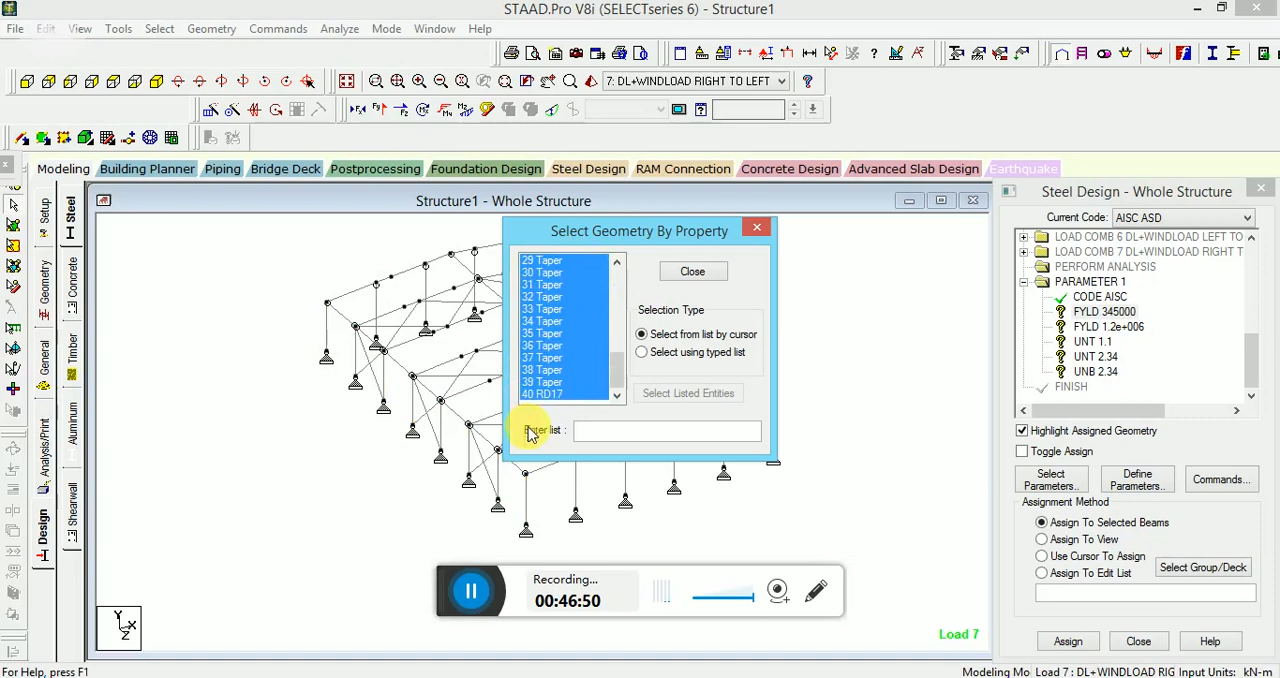 STAAD.Pro V8i (SELECTseries 6) - Structure1
File Edit View Tools Select Geometry Commands Analyze Mode Window Help
7: DL+WINDLOAD RIGHT TO LEFT
Modeling Building Planner Piping Bridge Deck Postprocessing Foundation Design Steel Design RAM Connection Concrete Design Advanced Slab Design Earthquake
Setup
Geometry
General
Analysis/Print
Design
Steel
Concrete
Timber
Aluminum
Shearwall
Structure1 - Whole Structure
Select Geometry By Property
29 Taper
30 Taper
31 Taper
32 Taper
33 Taper
34 Taper
35 Taper
36 Taper
37 Taper
38 Taper
39 Taper
40 RD17
Close
Selection Type
Select from list by cursor
Select using typed list
Select Listed Entities
Enter list :
Recording...
00:46:50
Y
X
Z
Load 7
Steel Design - Whole Structure
Current Code: AISC ASD
LOAD COMB 6 DL+WINDLOAD LEFT TO
LOAD COMB 7 DL+WINDLOAD RIGHT T
PERFORM ANALYSIS
PARAMETER 1
CODE AISC
FYLD 345000
FYLD 1.2e+006
UNT 1.1
UNT 2.34
UNB 2.34
FINISH
Highlight Assigned Geometry
Toggle Assign
Select Parameters..
Define Parameters..
Commands...
Assignment Method
Assign To Selected Beams
Assign To View
Use Cursor To Assign
Select Group/Deck
Assign To Edit List
Assign Close Help
For Help, press F1
Modeling Mo Load 7 : DL+WINDLOAD RIG Input Units: kN-m